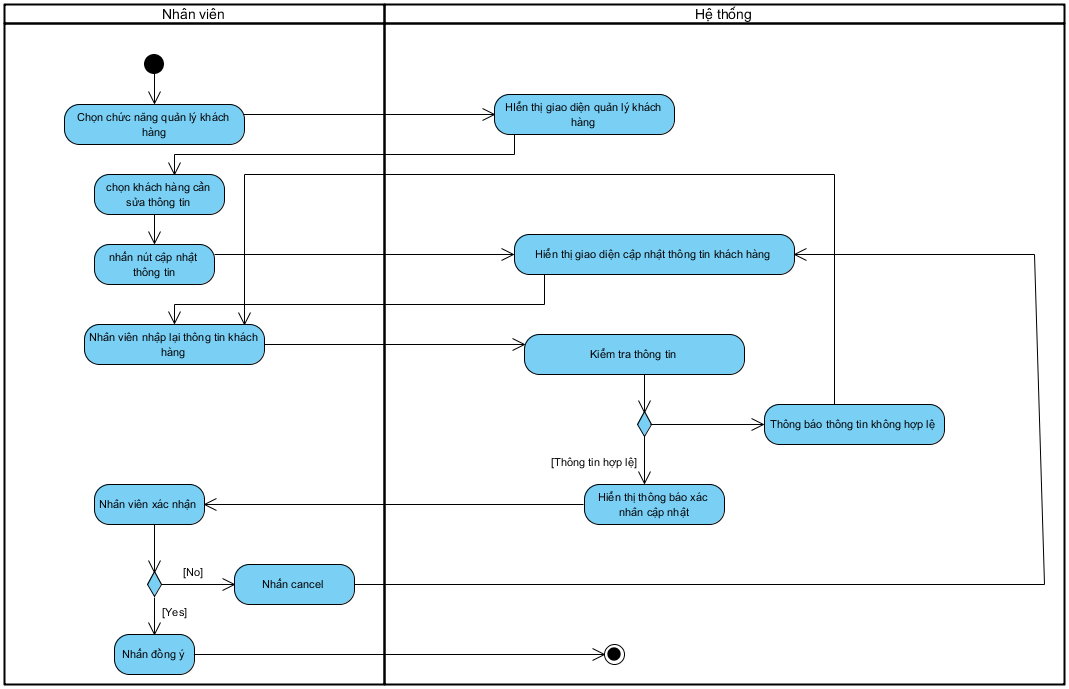 Nhân viên
Hệ thống
Chọn chức năng quản lý khách
hàng
Hiển thị giao diện quản lý khách
hàng
chọn khách hàng cần
sửa thông tin
nhấn nút cập nhật
thông tin
Hiển thị giao diện cập nhật thông tin khách hàng
Nhân viên nhập lại thông tin khách
hàng
Kiểm tra thông tin
Thông báo thông tin không hợp lệ
[Thông tin hợp lệ]
Nhân viên xác nhận
Hiển thị thông báo xác
nhận cập nhật
[No]
Nhấn cancel
[Yes]
Nhấn đồng ý